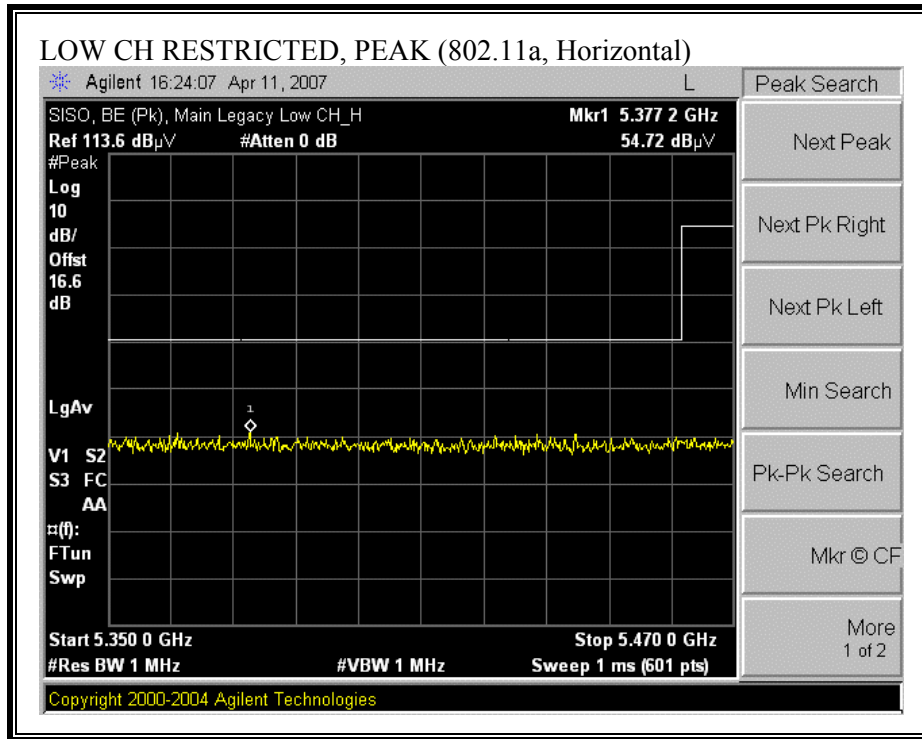 LOW CH RESTRICTED, PEAK (802.11a, Horizontal)
Agilent 16:24:07 Apr 11, 2007 L
Peak Search
SISO, BE (Pk), Main Legacy Low CH_H
Mkr1 5.377 2 GHz
Ref 113.6 dBµV #Atten 0 dB 54.72 dBµV
#Peak
Log
10
dB/
Offst
16.6
dB
1
LgAv
V1 S2
S3 FC
AA
¤(f):
FTun
Swp
Start 5.350 0 GHz Stop 5.470 0 GHz
#Res BW 1 MHz #VBW 1 MHz Sweep 1 ms (601 pts)
Copyright 2000-2004 Agilent Technologies
Next Peak
Next Pk Right
Next Pk Left
Min Search
Pk-Pk Search
Mkr © CF
More
1 of 2